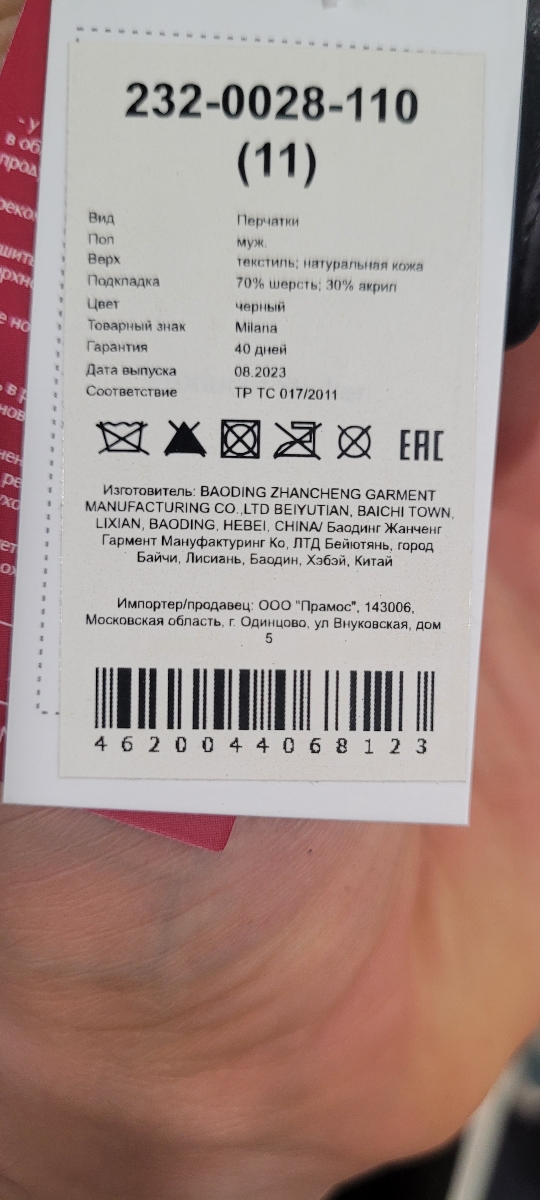 232-0028-110
(11)
Вид Перчатки
Пол муж.
Верх текстиль; натуральная кожа
Подкладка 70% шерсть; 30% акрил
Цвет черный
Товарный знак Milana
Гарантия 40 дней
Дата выпуска 08.2023
Соответствие ТР ТС 017/2011
EAC
Изготовитель: BAODING ZHANCHENG GARMENT
MANUFACTURING CO.,LTD BEIYUTIAN, BAICHI TOWN,
LIXIAN, BAODING, HEBEI, CHINA/ Баодинг Жанченг
Гармент Мануфактуринг Ко, ЛТД Бейютянь, город
Байчи, Лисиань, Баодин, Хэбэй, Китай
Импортер/продавец: ООО "Прамос", 143006,
Московская область, г. Одинцово, ул Внуковская, дом
5
4620044068123